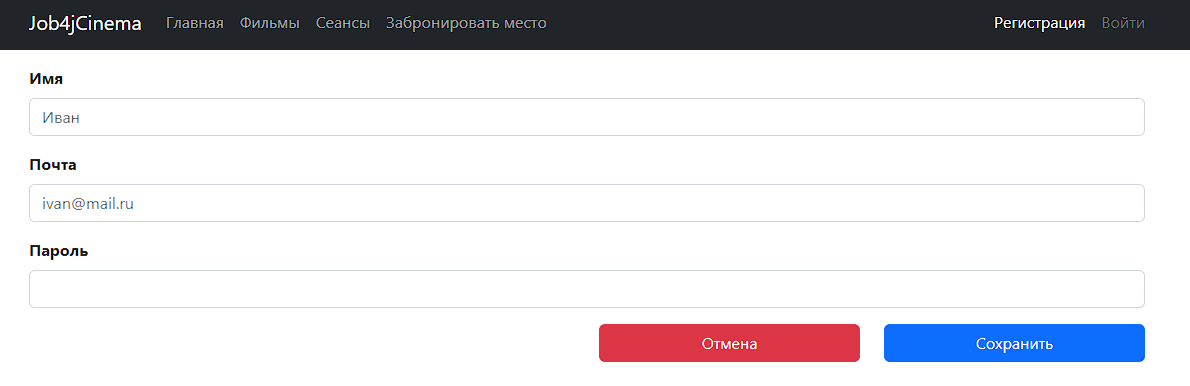 Job4jCinema Главная Фильмы Сеансы Забронировать место Регистрация Войти
Имя
Иван
Почта
ivan@mail.ru
Пароль
Отмена Сохранить